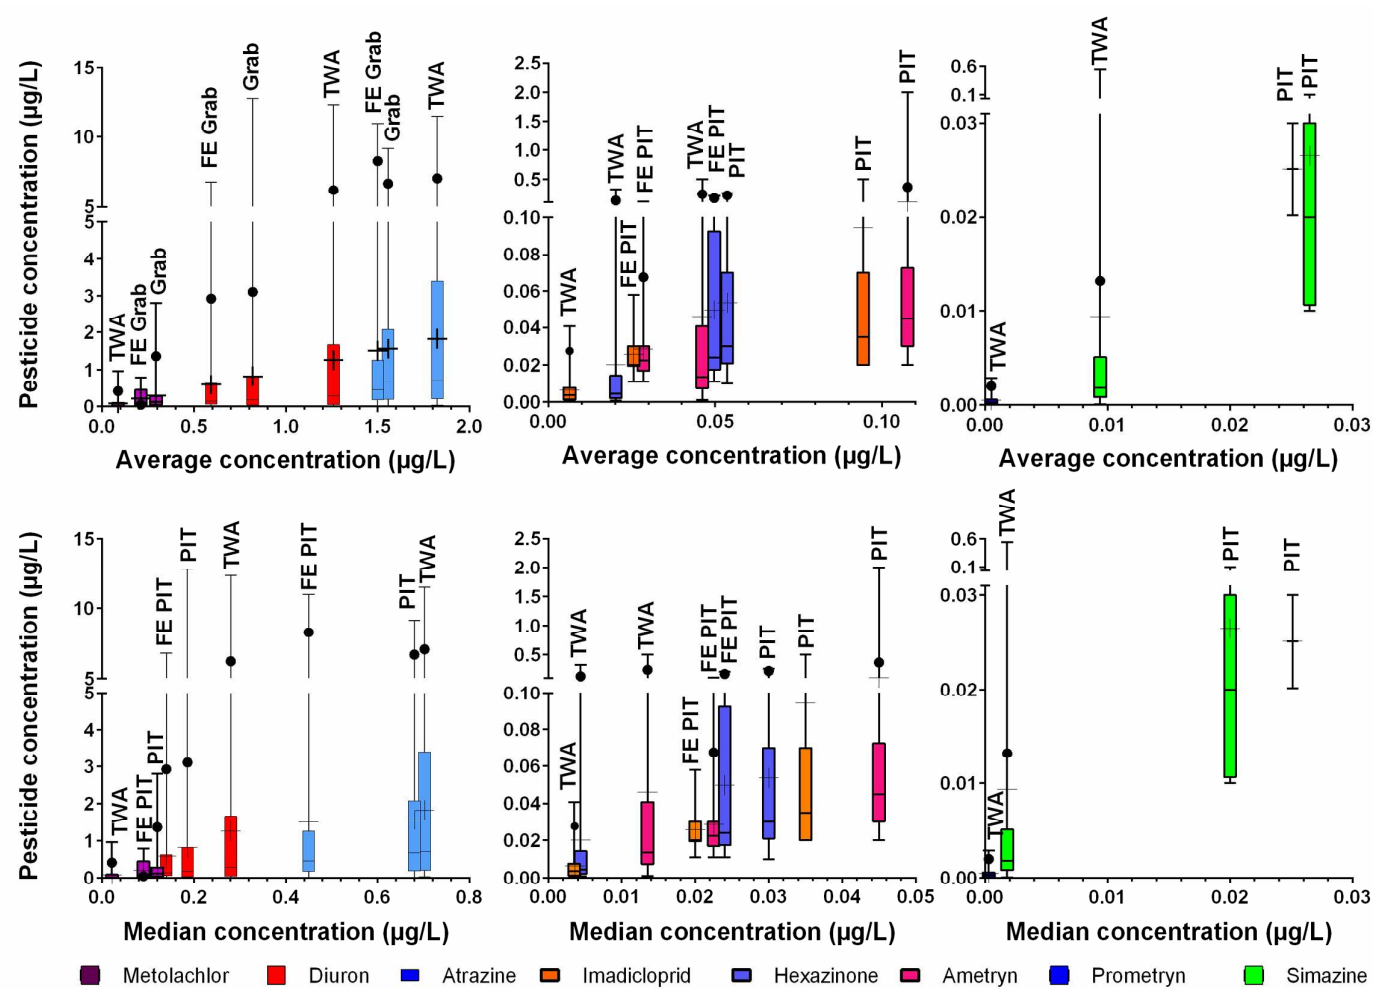 Pesticide concentration (µg/L)
15
10
5
5
4
3
2
1
0
0.0
0.5
1.0
1.5
2.0
TWA
FE Grab
Grab
FE Grab
Grab
TWA
FE Grab
Grab
TWA
Average concentration (µg/L)
2.5
2.0
1.5
1.0
0.5
0.10
0.08
0.06
0.04
0.02
0.00
0.00
0.05
0.10
TWA
TWA
FE PIT
FE PIT
TWA
FE PIT
PIT
PIT
PIT
Average concentration (µg/L)
0.6
0.1
0.03
0.02
0.01
0.00
0.00
0.01
0.02
0.03
TWA
TWA
PIT
PIT
Average concentration (µg/L)
Pesticide concentration (µg/L)
15
10
5
5
4
3
2
1
0
0.0
0.2
0.4
0.6
0.8
TWA
FE PIT
PIT
FE PIT
PIT
TWA
FE PIT
PIT
TWA
Median concentration (µg/L)
2.5
2.0
1.5
1.0
0.5
0.10
0.08
0.06
0.04
0.02
0.00
0.00
0.01
0.02
0.03
0.04
0.05
TWA
TWA
TWA
FE PIT
FE PIT
FE PIT
PIT
PIT
PIT
Median concentration (µg/L)
0.6
0.1
0.03
0.02
0.01
0.00
0.00
0.01
0.02
0.03
TWA
TWA
PIT
PIT
Median concentration (µg/L)
Metolachlor Diuron Atrazine Imadicloprid Hexazinone Ametryn Prometryn Simazine